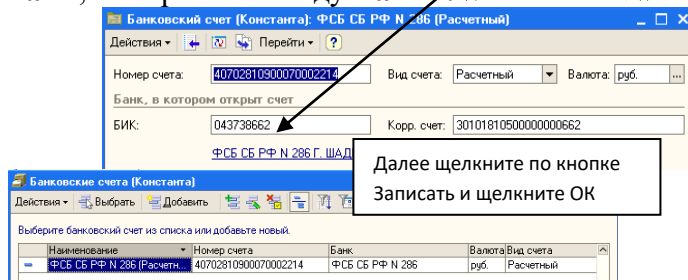 Банковский счет (Константа): ФСБ СБ РФ N 286 (Расчетный)
Действия Перейти ?
Номер счета: 40702810900070002214 Вид счета: Расчетный Валюта: руб. ...
Банк, в котором открыт счет
БИК: 043738662 Корр. счет: 30101810500000000662
ФСБ СБ РФ N 286 Г. ШАД
Далее щелкните по кнопке
Записать и щелкните ОК
Банковские счета (Константа)
Действия Выбрать Добавить
Выберите банковский счет из списка или добавьте новый.
Наименование Номер счета Банк Валюта Вид счета
ФСБ СБ РФ N 286 (Расчетн... 40702810900070002214 ФСБ СБ РФ N 286 руб. Расчетный